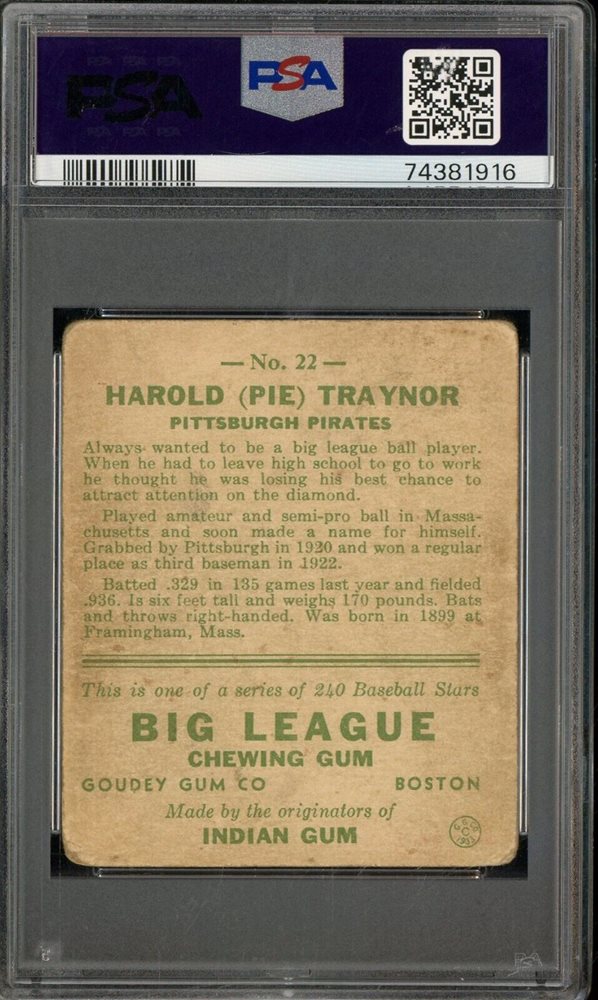 PSA
PSA
74381916
— No. 22 —
HAROLD (PIE) TRAYNOR
PITTSBURGH PIRATES
Always wanted to be a big league ball player.
When he had to leave high school to go to work
he thought he was losing his best chance to
attract attention on the diamond.
Played amateur and semi-pro ball in Massa-
chusetts and soon made a name for himself.
Grabbed by Pittsburgh in 1920 and won a regular
place as third baseman in 1922.
Batted .329 in 135 games last year and fielded
.936. Is six feet tall and weighs 170 pounds. Bats
and throws right-handed. Was born in 1899 at
Framingham, Mass.
This is one of a series of 240 Baseball Stars
BIG LEAGUE
CHEWING GUM
GOUDEY GUM CO BOSTON
Made by the originators of
INDIAN GUM
PSA